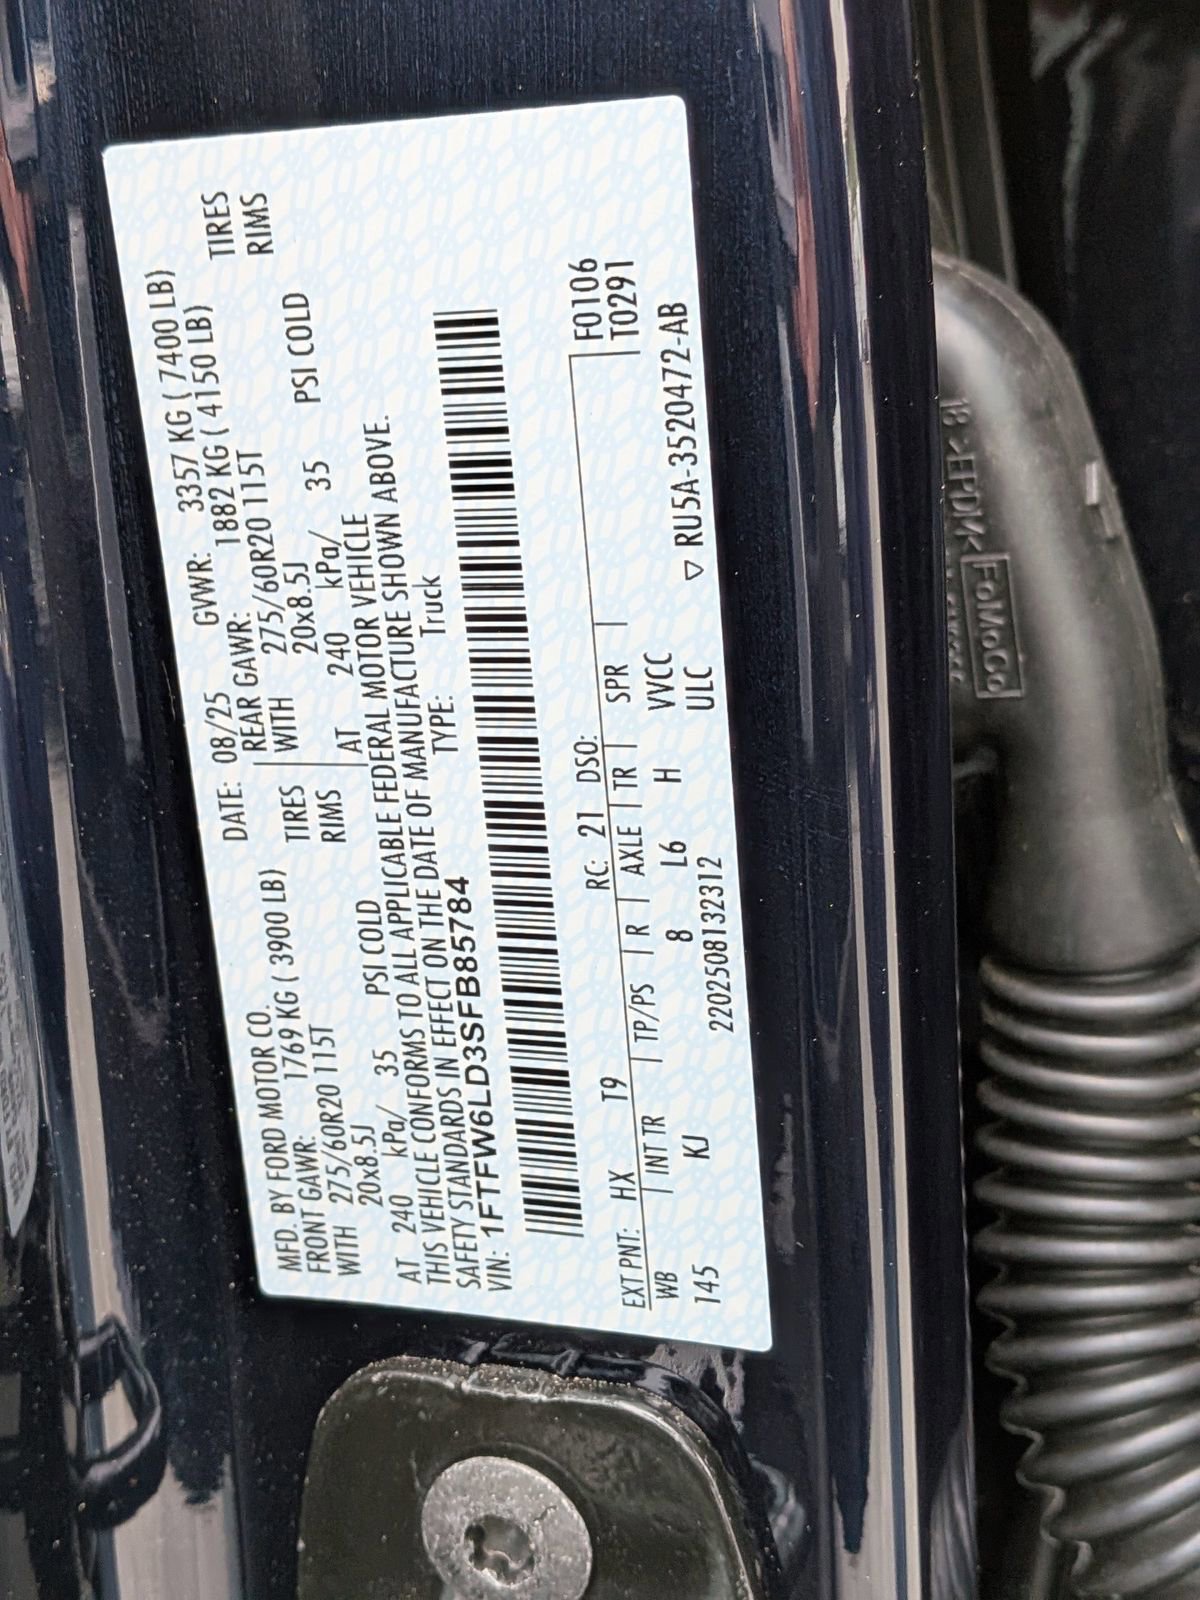 MFD. BY FORD MOTOR CO.
DATE: 08/25 GVWR: 3357 KG ( 7400 LB)
FRONT GAWR: 1769 KG ( 3900 LB)
REAR GAWR: 1882 KG ( 4150 LB)
WITH 275/60R20 115T TIRES
WITH 275/60R20 115T TIRES
20x8.5J RIMS
20x8.5J RIMS
AT 240 kPa/ 35 PSI COLD
AT 240 kPa/ 35 PSI COLD
THIS VEHICLE CONFORMS TO ALL APPLICABLE FEDERAL MOTOR VEHICLE
SAFETY STANDARDS IN EFFECT ON THE DATE OF MANUFACTURE SHOWN ABOVE.
VIN: 1FTFW6LD3SFB85784 TYPE: Truck
F0106
T0291
EXT PNT: HX T9 RC: 21 DSO:
WB INT TR TP/PS R AXLE TR SPR
145 KJ 8 L6 H VVCC
ULC
2202508132312
▽ RU5A-3520472-AB
18 >EPDM<
FoMoCo